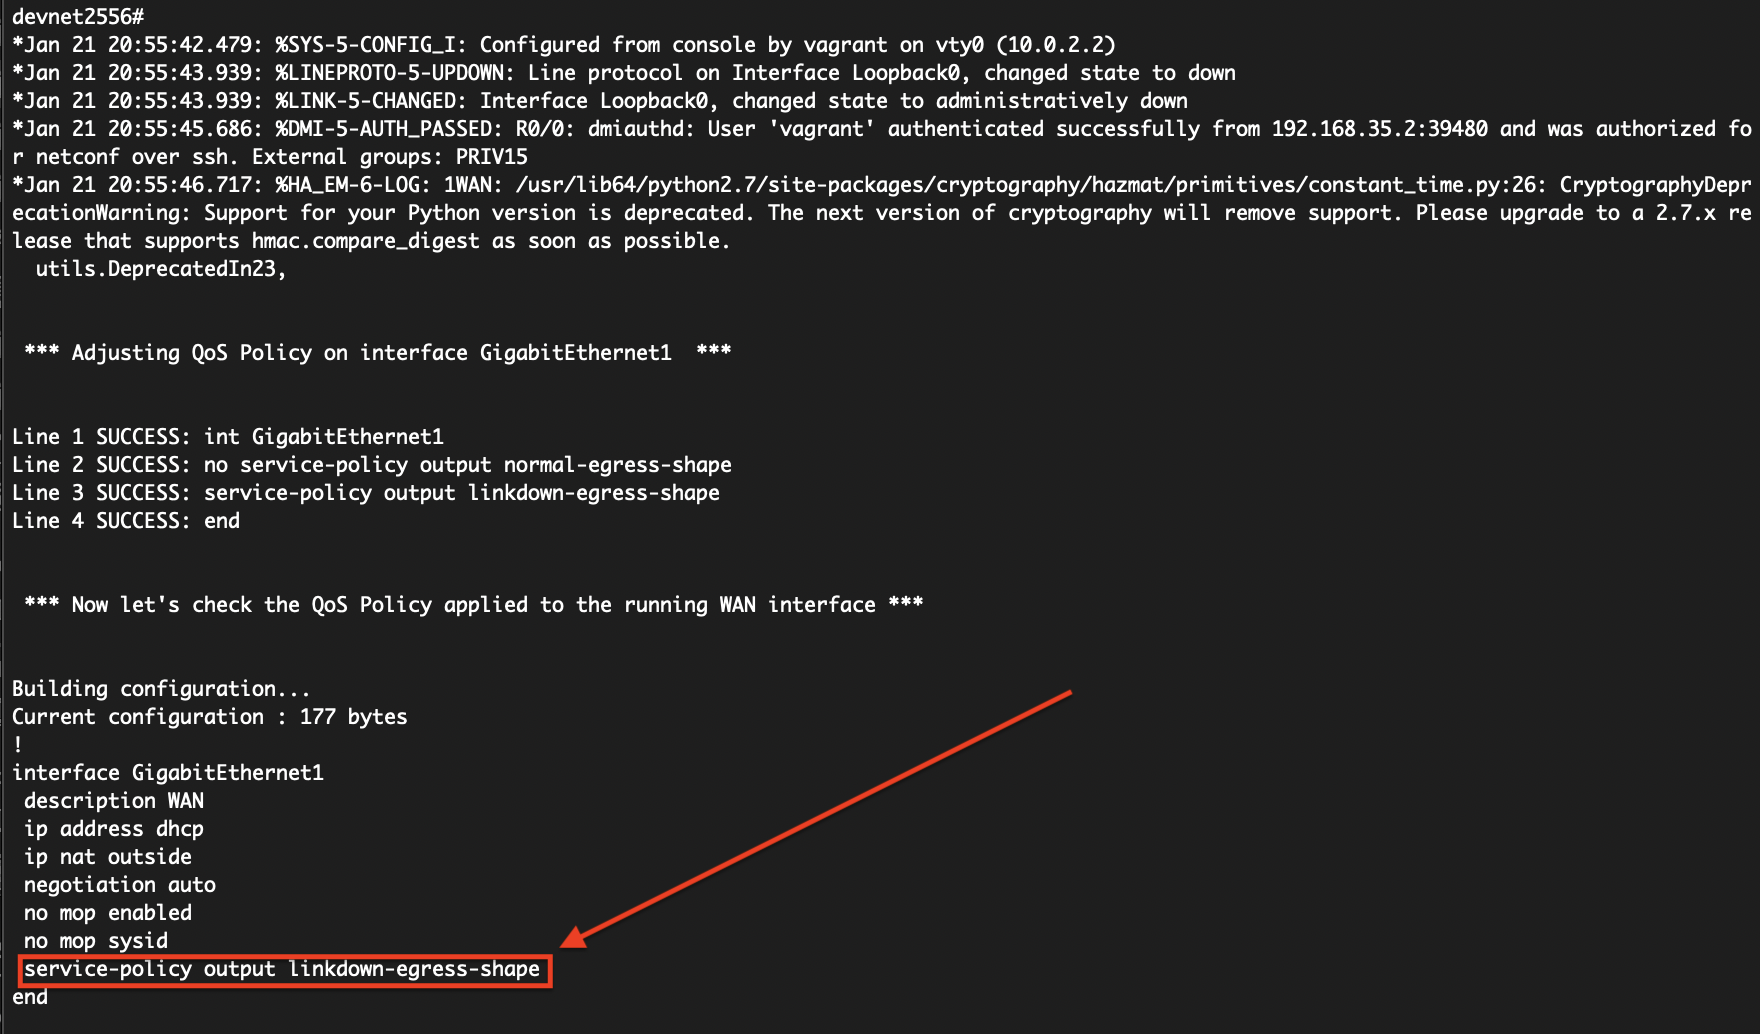 devnet2556#
*Jan 21 20:55:42.479: %SYS-5-CONFIG_I: Configured from console by vagrant on vty0 (10.0.2.2)
*Jan 21 20:55:43.939: %LINEPROTO-5-UPDOWN: Line protocol on Interface Loopback0, changed state to down
*Jan 21 20:55:43.939: %LINK-5-CHANGED: Interface Loopback0, changed state to administratively down
*Jan 21 20:55:45.686: %DMI-5-AUTH_PASSED: R0/0: dmiauthd: User 'vagrant' authenticated successfully from 192.168.35.2:39480 and was authorized fo
r netconf over ssh. External groups: PRIV15
*Jan 21 20:55:46.717: %HA_EM-6-LOG: 1WAN: /usr/lib64/python2.7/site-packages/cryptography/hazmat/primitives/constant_time.py:26: CryptographyDepr
ecationWarning: Support for your Python version is deprecated. The next version of cryptography will remove support. Please upgrade to a 2.7.x re
lease that supports hmac.compare_digest as soon as possible.
  utils.DeprecatedIn23,
 *** Adjusting QoS Policy on interface GigabitEthernet1  ***
Line 1 SUCCESS: int GigabitEthernet1
Line 2 SUCCESS: no service-policy output normal-egress-shape
Line 3 SUCCESS: service-policy output linkdown-egress-shape
Line 4 SUCCESS: end
 *** Now let's check the QoS Policy applied to the running WAN interface ***
Building configuration...
Current configuration : 177 bytes
!
interface GigabitEthernet1
 description WAN
 ip address dhcp
 ip nat outside
 negotiation auto
 no mop enabled
 no mop sysid
 service-policy output linkdown-egress-shape
end